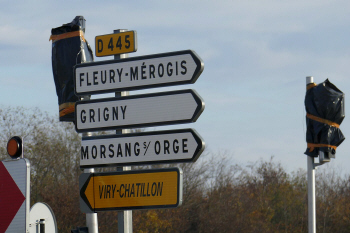 D 445
FLEURY-MÉROGIS
GRIGNY
MORSANG S/ ORGE
VIRY-CHATILLON